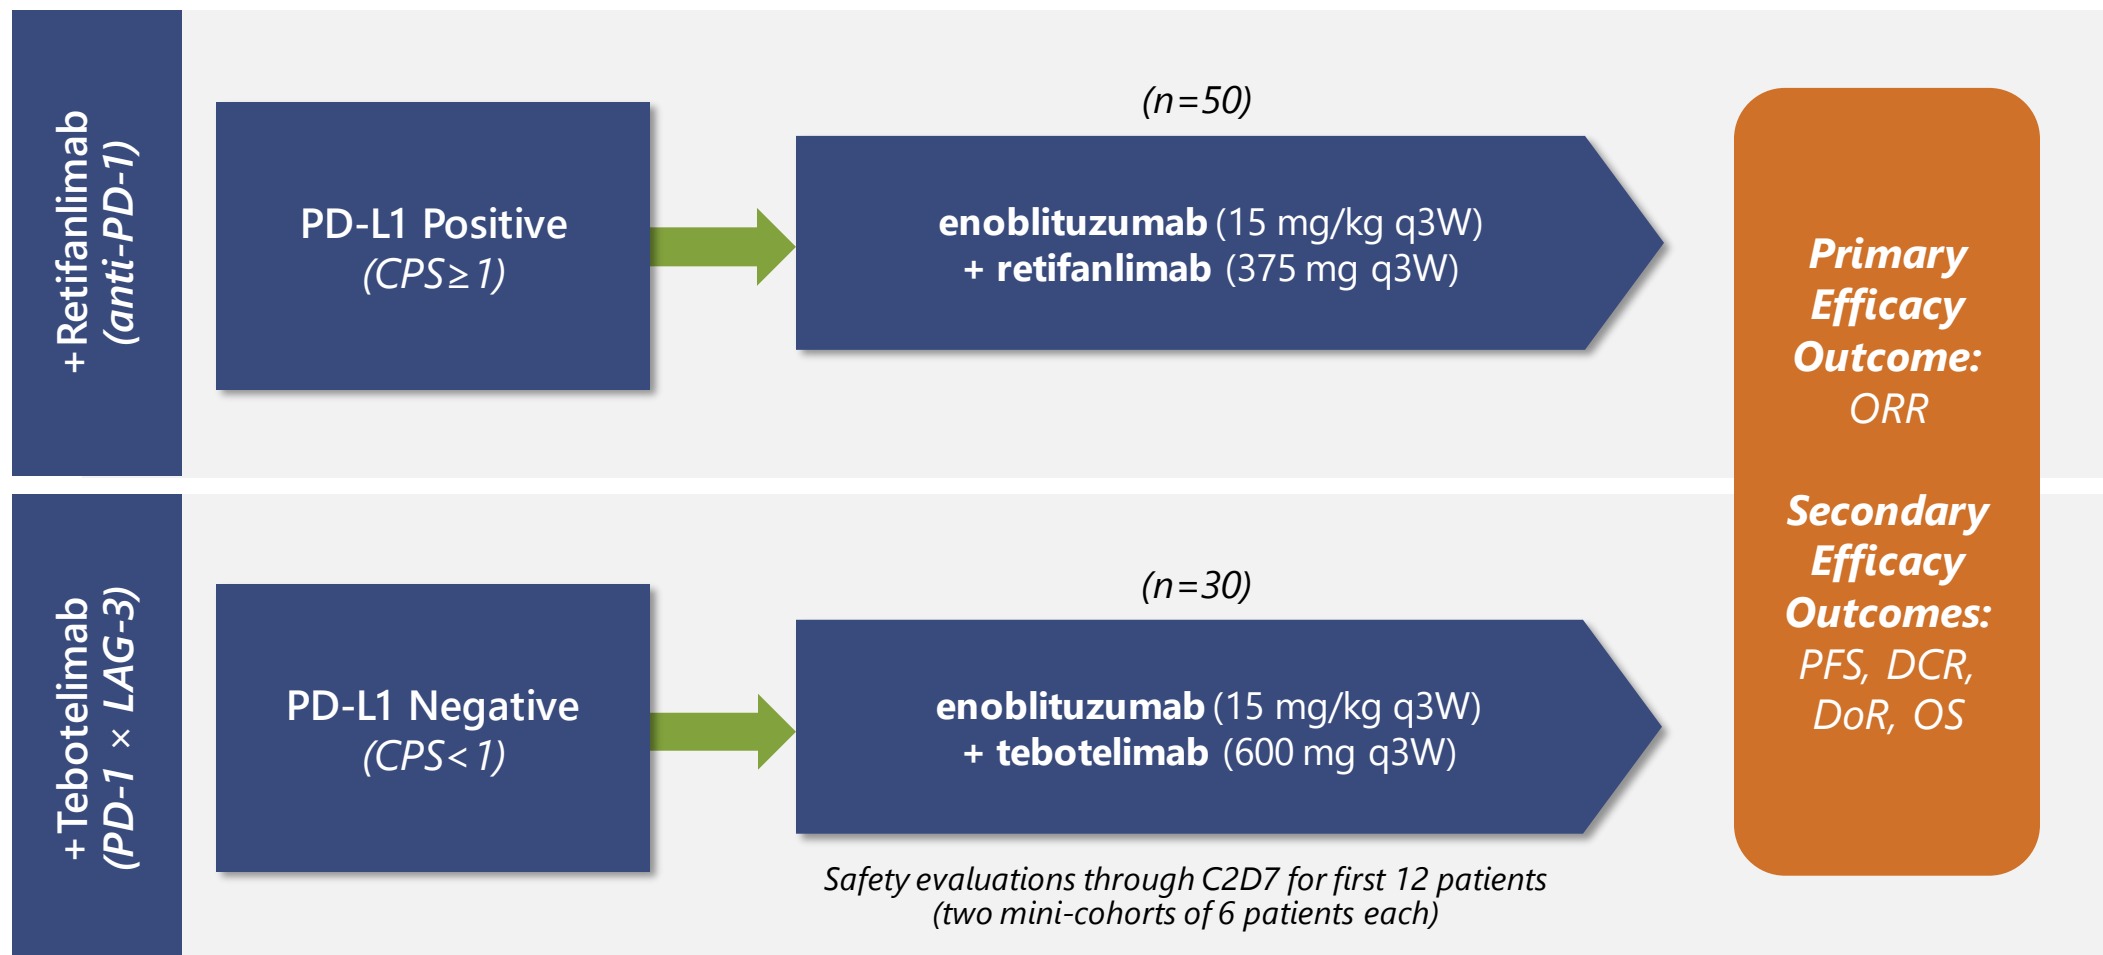 + Retifanlimab
(anti-PD-1)
PD-L1 Positive
(CPS ≥ 1)
(n=50)
enoblituzumab (15 mg/kg q3W)
+ retifanlimab (375 mg q3W)
+ Tebotelimab
(PD-1 × LAG-3)
PD-L1 Negative
(CPS < 1)
(n=30)
enoblituzumab (15 mg/kg q3W)
+ tebotelimab (600 mg q3W)
Safety evaluations through C2D7 for first 12 patients
(two mini-cohorts of 6 patients each)
Primary
Efficacy
Outcome:
ORR
Secondary
Efficacy
Outcomes:
PFS, DCR,
DoR, OS